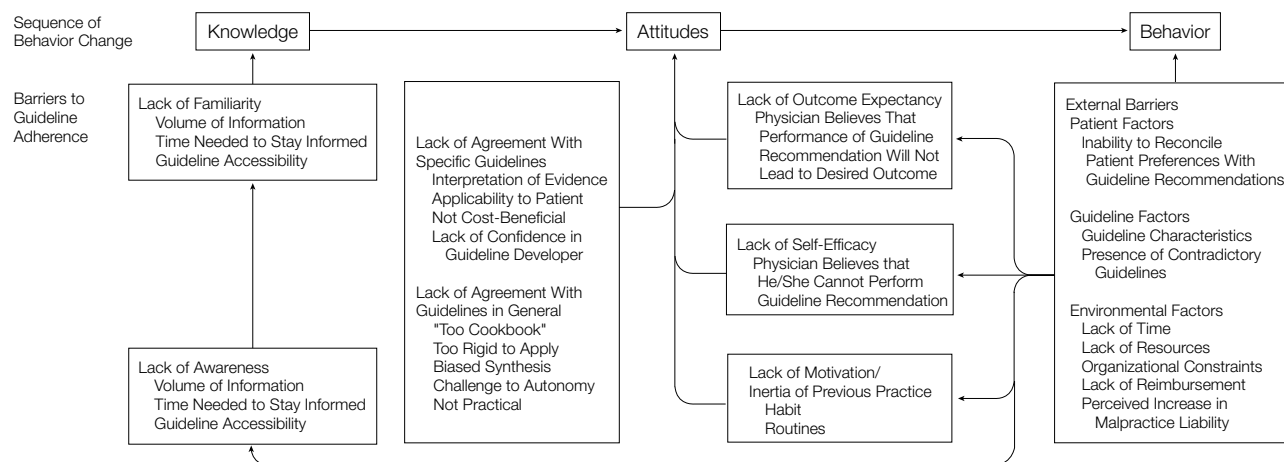 Sequence of
Behavior Change
Knowledge
Attitudes
Behavior
Barriers to
Guideline
Adherence
Lack of Familiarity
Volume of Information
Time Needed to Stay Informed
Guideline Accessibility
Lack of Awareness
Volume of Information
Time Needed to Stay Informed
Guideline Accessibility
Lack of Agreement With
Specific Guidelines
Interpretation of Evidence
Applicability to Patient
Not Cost-Beneficial
Lack of Confidence in
Guideline Developer
Lack of Agreement With
Guidelines in General
"Too Cookbook"
Too Rigid to Apply
Biased Synthesis
Challenge to Autonomy
Not Practical
Lack of Outcome Expectancy
Physician Believes That
Performance of Guideline
Recommendation Will Not
Lead to Desired Outcome
Lack of Self-Efficacy
Physician Believes that
He/She Cannot Perform
Guideline Recommendation
Lack of Motivation/
Inertia of Previous Practice
Habit
Routines
External Barriers
Patient Factors
Inability to Reconcile
Patient Preferences With
Guideline Recommendations
Guideline Factors
Guideline Characteristics
Presence of Contradictory
Guidelines
Environmental Factors
Lack of Time
Lack of Resources
Organizational Constraints
Lack of Reimbursement
Perceived Increase in
Malpractice Liability